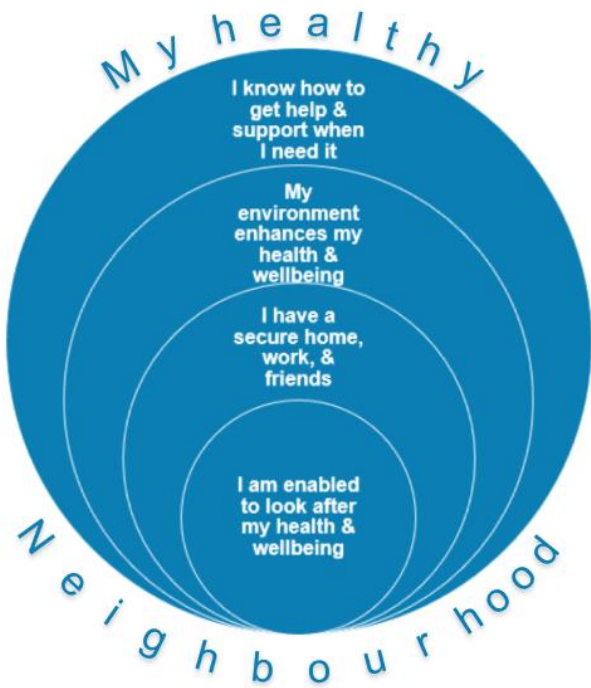 My healthy
I know how to
get help &
support when
I need it
My
environment
enhances my
health &
wellbeing
I have a
secure home,
work, &
friends
I am enabled
to look after
my health &
wellbeing
Neighbourhood